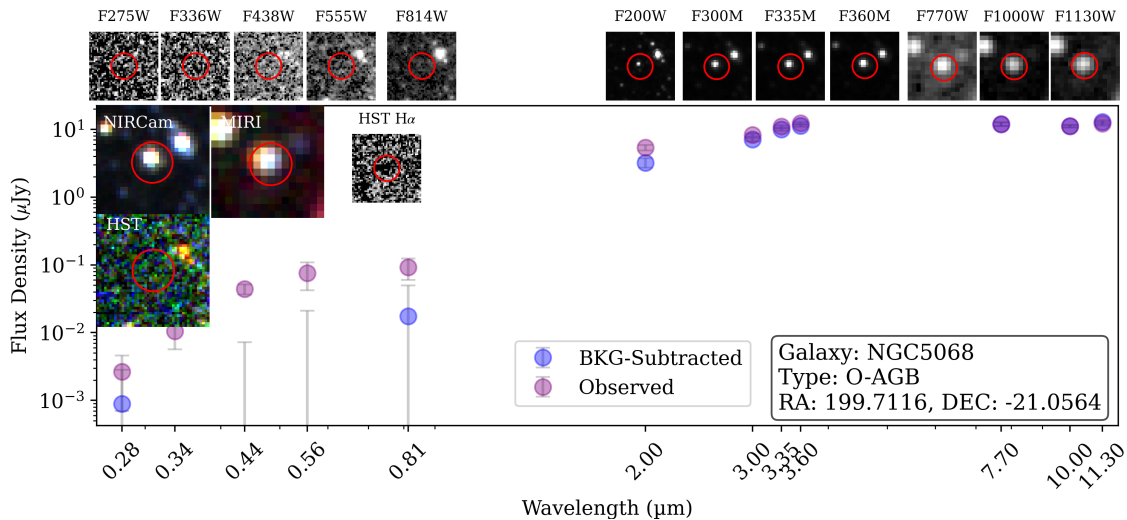 F275W F336W F438W F555W F814W F200W F300M F335M F360M F770W F1000W F1130W
NIRCam
MIRI
HST Hα
HST
Flux Density (μJy)
10¹
10⁰
10⁻¹
10⁻²
10⁻³
BKG-Subtracted
Observed
Galaxy: NGC5068
Type: O-AGB
RA: 199.7116, DEC: -21.0564
0.28 0.34 0.44 0.56 0.81 2.00 3.00 3.35 3.60 7.70 10.00 11.30
Wavelength (μm)